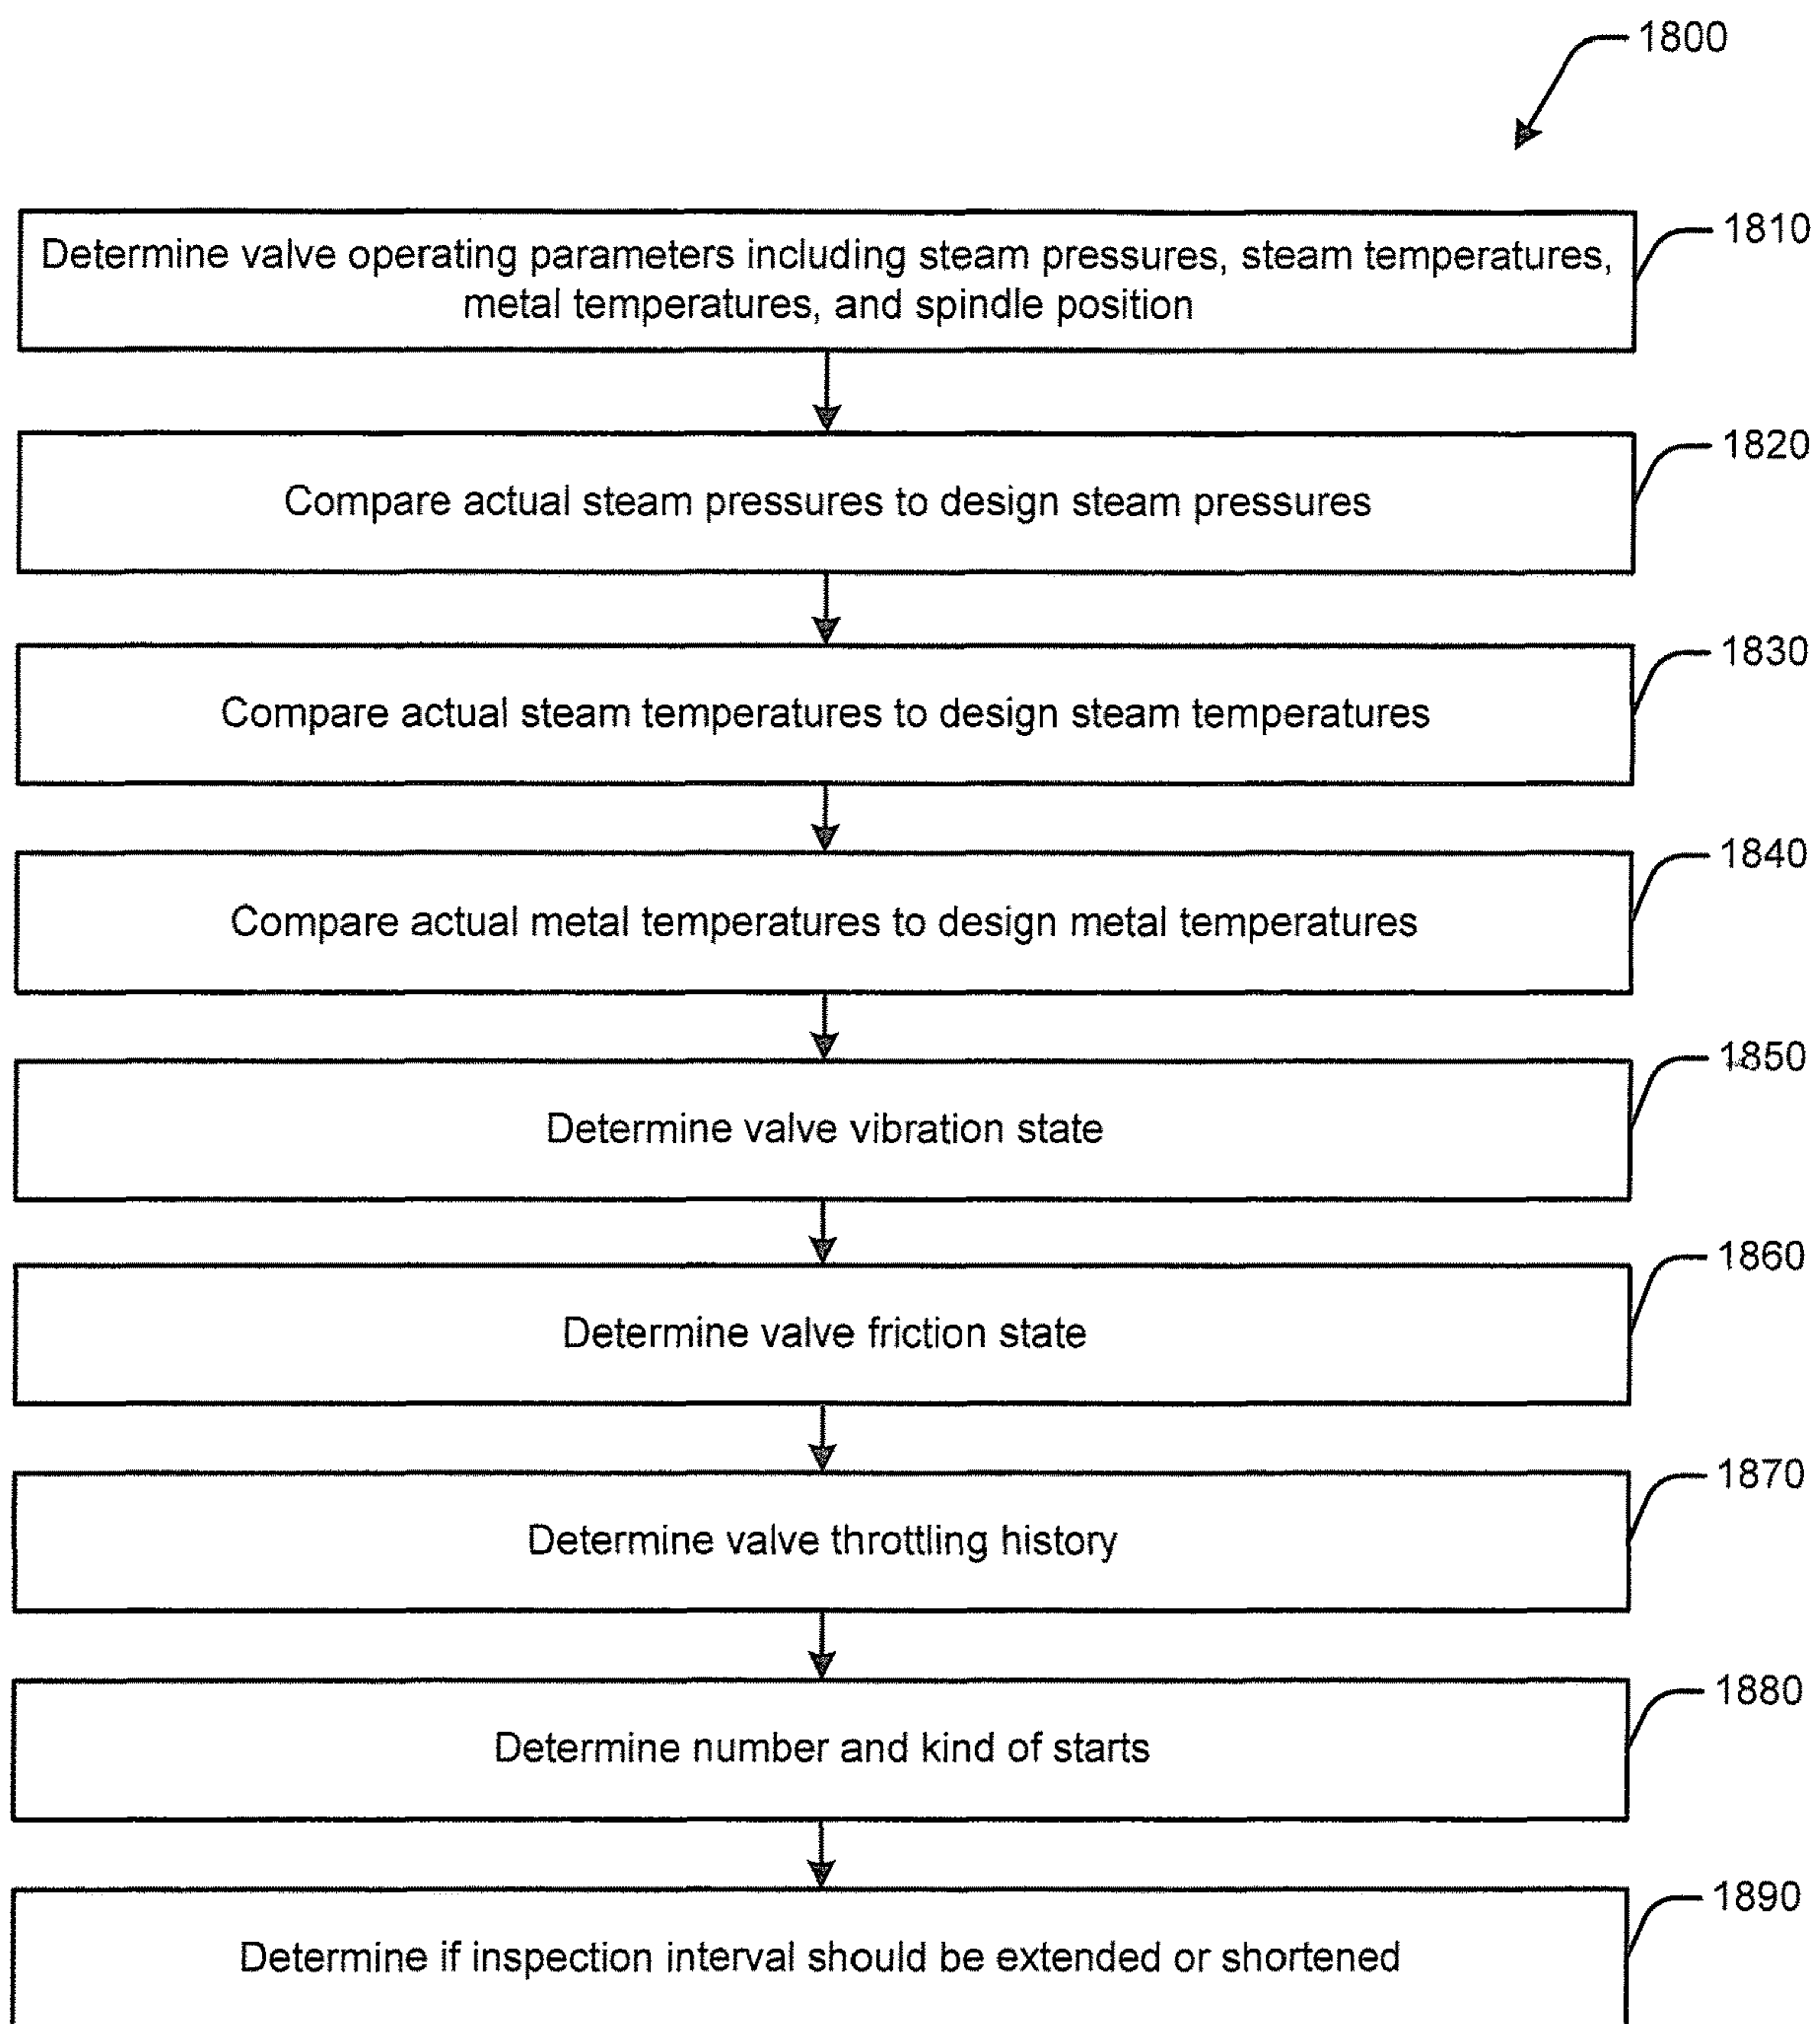 1800
Determine valve operating parameters including steam pressures, steam temperatures,
metal temperatures, and spindle position
1810
Compare actual steam pressures to design steam pressures
1820
Compare actual steam temperatures to design steam temperatures
1830
Compare actual metal temperatures to design metal temperatures
1840
Determine valve vibration state
1850
Determine valve friction state
1860
Determine valve throttling history
1870
Determine number and kind of starts
1880
Determine if inspection interval should be extended or shortened
1890